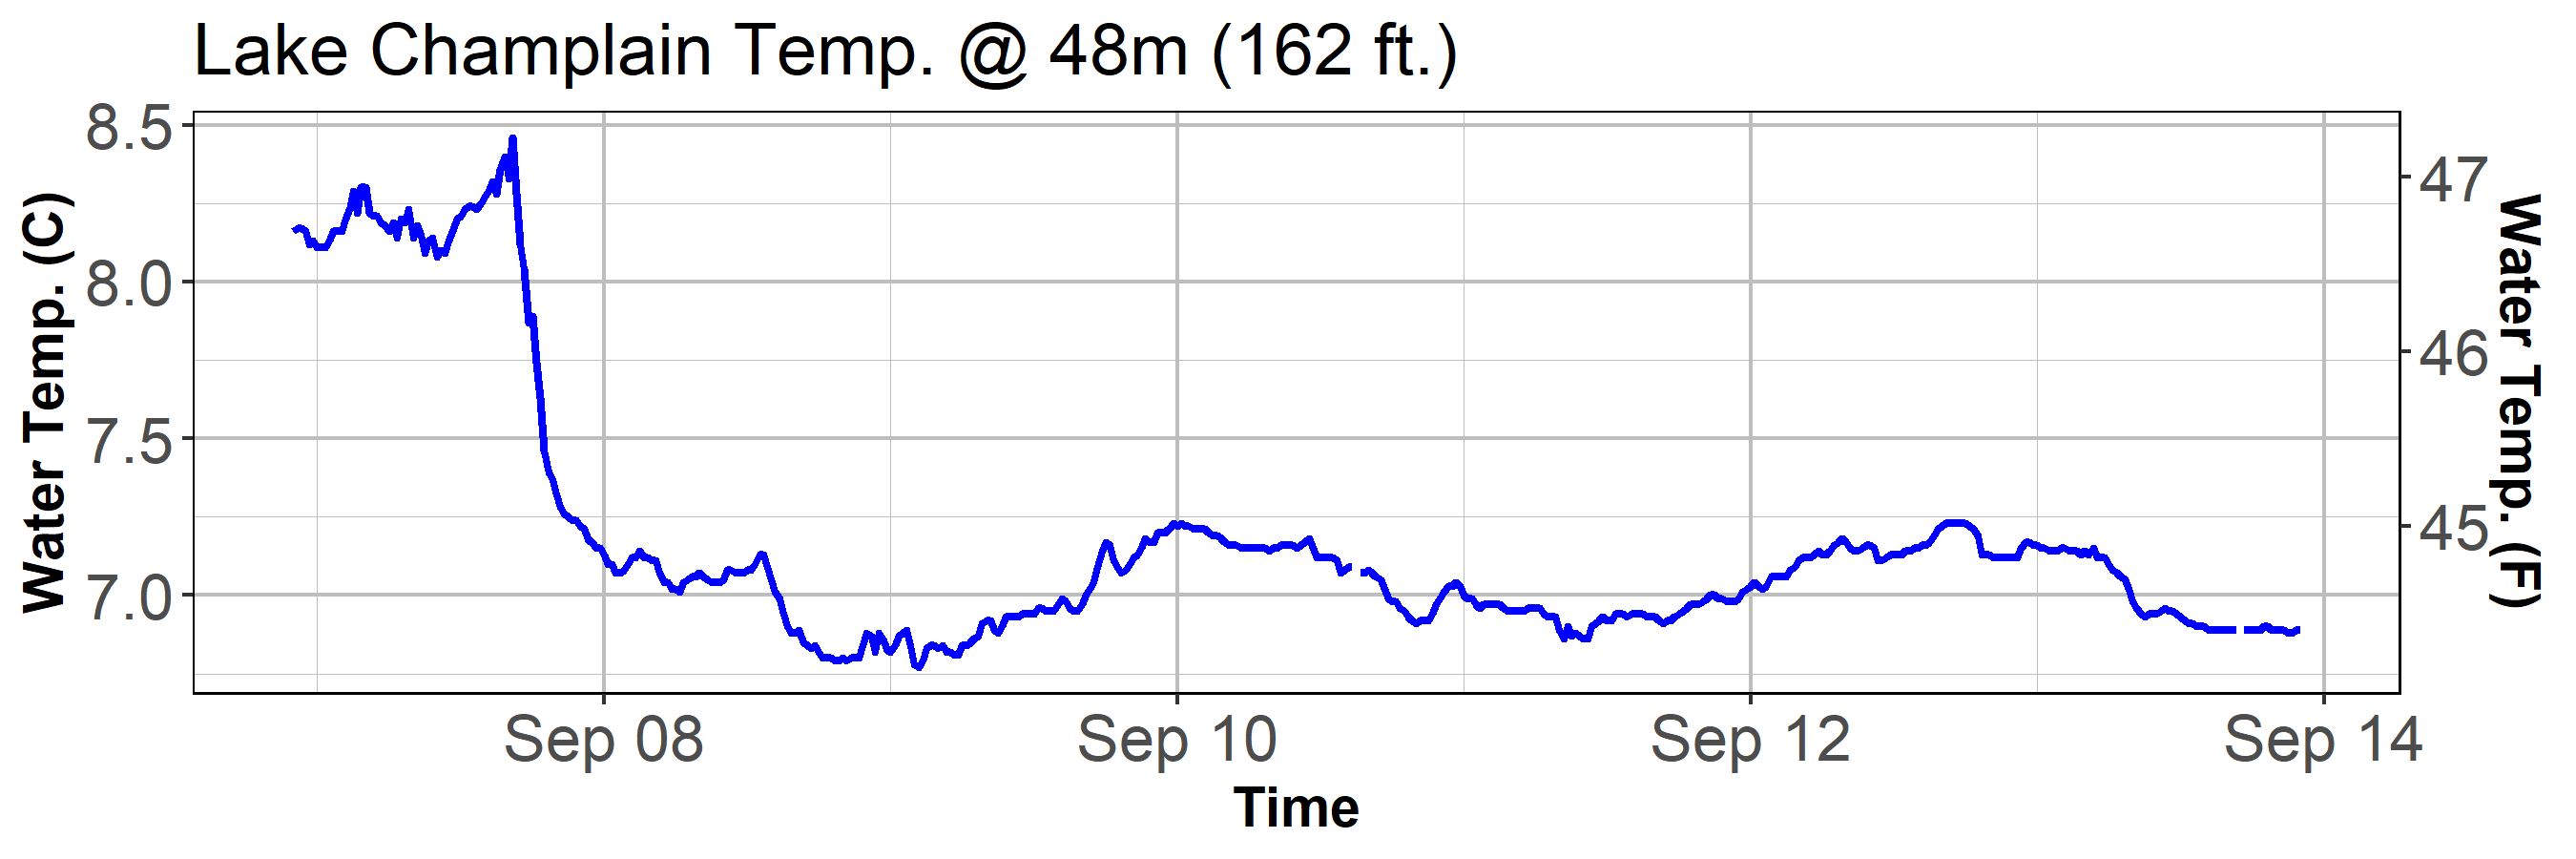 Lake Champlain Temp. @ 48m (162 ft.)
Water Temp. (C)
8.5
8.0
7.5
7.0
47
46
45
Water Temp. (F)
Sep 08 Sep 10 Sep 12 Sep 14
Time